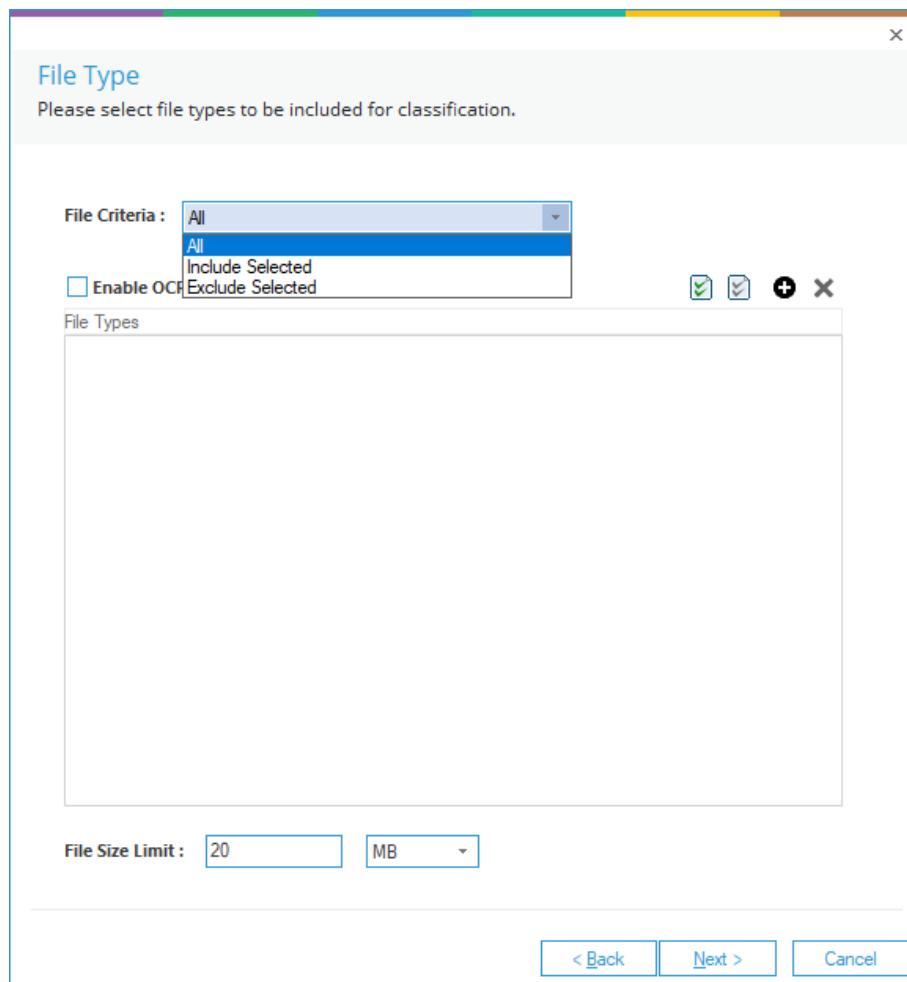 File Type
Please select file types to be included for classification.
File Criteria : All
All
Include Selected
Enable OCR Exclude Selected
File Types
File Size Limit : 20 MB
< Back Next > Cancel